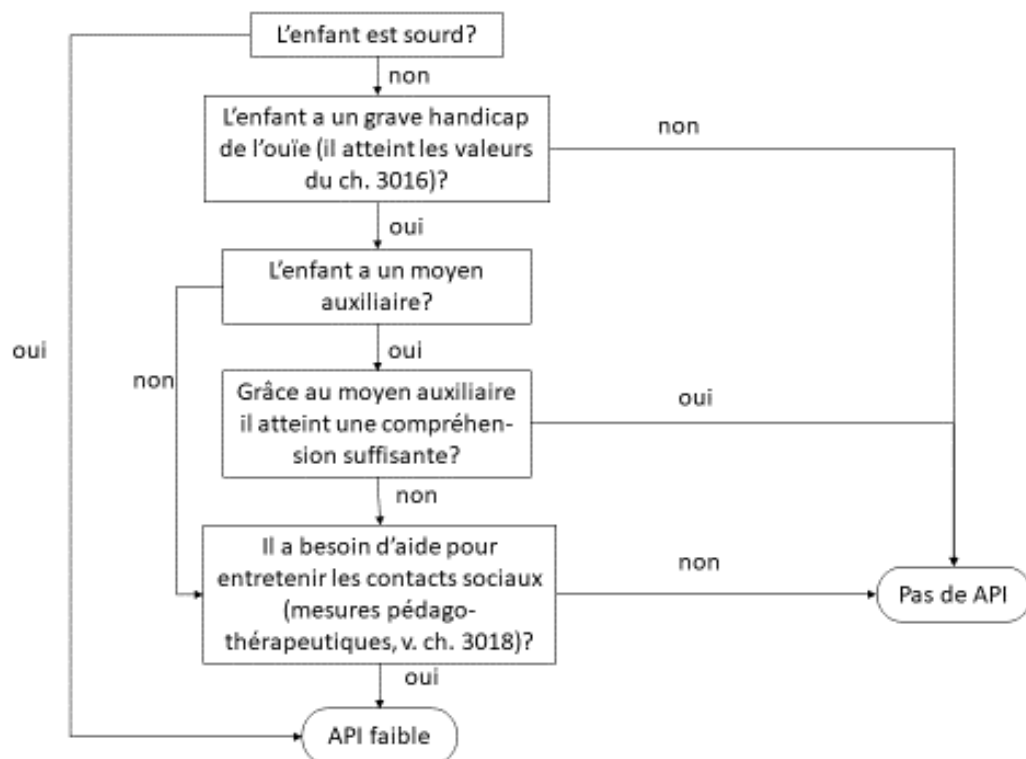 L'enfant est sourd?
non
L'enfant a un grave handicap
de l'ouïe (il atteint les valeurs
du ch. 3016)?
non
oui
L'enfant a un moyen
auxiliaire?
oui
oui
non
Grâce au moyen auxiliaire
il atteint une compréhen-
sion suffisante?
oui
non
Il a besoin d'aide pour
entretenir les contacts sociaux
(mesures pédago-
thérapeutiques, v. ch. 3018)?
non
Pas de API
oui
API faible